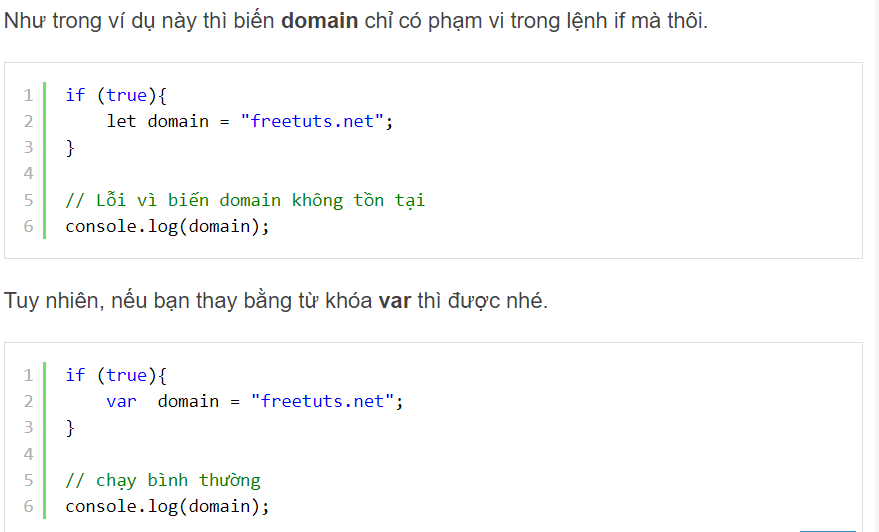 Như trong ví dụ này thì biến domain chỉ có phạm vi trong lệnh if mà thôi.
1 if (true){
2     let domain = "freetuts.net";
3 }
4
5 // Lỗi vì biến domain không tồn tại
6 console.log(domain);
Tuy nhiên, nếu bạn thay bằng từ khóa var thì được nhé.
1 if (true){
2     var  domain = "freetuts.net";
3 }
4
5 // chạy bình thường
6 console.log(domain);